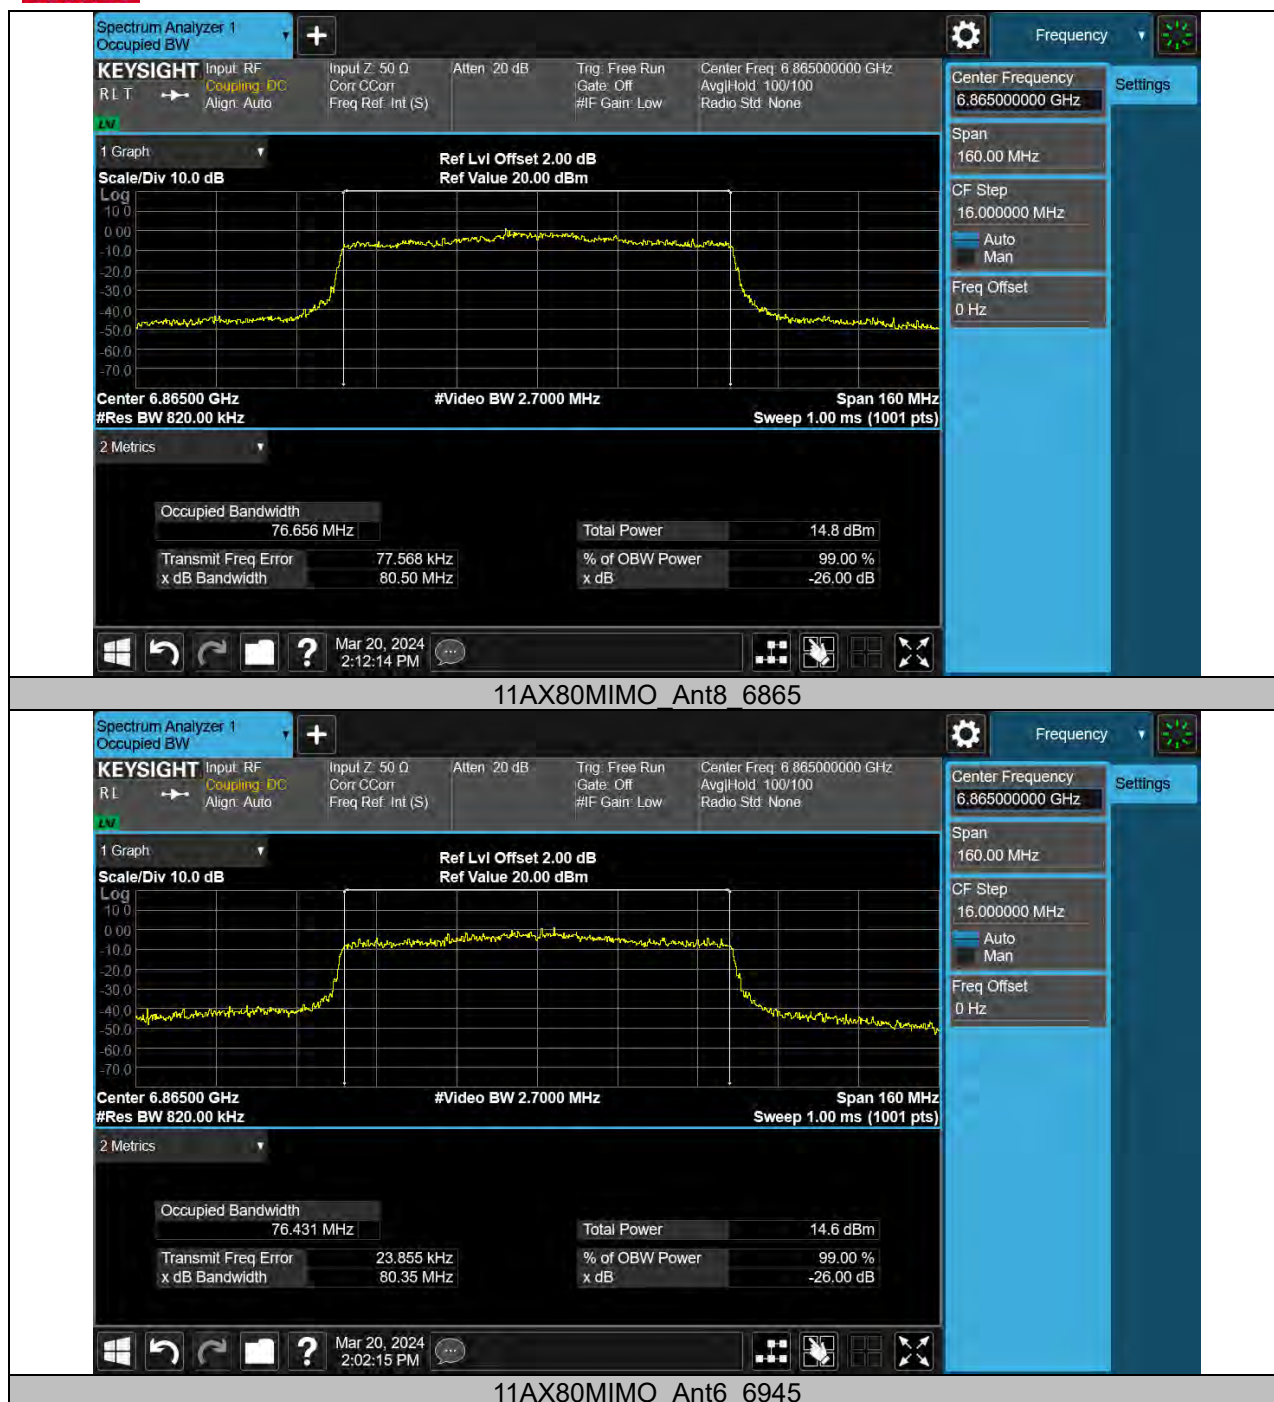 Spectrum Analyzer 1
Occupied BW
Frequency
KEYSIGHT
RLT
Input: RF
Coupling: DC
Align: Auto
Input Z: 50 Ω
Corr CCorr
Freq Ref: Int (S)
Atten: 20 dB
Trig: Free Run
Gate: Off
#IF Gain: Low
Center Freq: 6.865000000 GHz
Avg|Hold: 100/100
Radio Std: None
Center Frequency
6.865000000 GHz
Settings
Span
160.00 MHz
CF Step
16.000000 MHz
Auto
Man
Freq Offset
0 Hz
1 Graph
Scale/Div 10.0 dB
Ref Lvl Offset 2.00 dB
Ref Value 20.00 dBm
Log
10.0
0.00
-10.0
-20.0
-30.0
-40.0
-50.0
-60.0
-70.0
Center 6.86500 GHz
#Video BW 2.7000 MHz
Span 160 MHz
#Res BW 820.00 kHz
Sweep 1.00 ms (1001 pts)
2 Metrics
Occupied Bandwidth
76.656 MHz
Total Power 14.8 dBm
Transmit Freq Error 77.568 kHz
% of OBW Power 99.00 %
x dB Bandwidth 80.50 MHz
x dB -26.00 dB
Mar 20, 2024
2:12:14 PM
11AX80MIMO_Ant8_6865
Spectrum Analyzer 1
Occupied BW
Frequency
KEYSIGHT
RL
Input: RF
Coupling: DC
Align: Auto
Input Z: 50 Ω
Corr CCorr
Freq Ref: Int (S)
Atten: 20 dB
Trig: Free Run
Gate: Off
#IF Gain: Low
Center Freq: 6.865000000 GHz
Avg|Hold: 100/100
Radio Std: None
Center Frequency
6.865000000 GHz
Settings
Span
160.00 MHz
CF Step
16.000000 MHz
Auto
Man
Freq Offset
0 Hz
1 Graph
Scale/Div 10.0 dB
Ref Lvl Offset 2.00 dB
Ref Value 20.00 dBm
Log
10.0
0.00
-10.0
-20.0
-30.0
-40.0
-50.0
-60.0
-70.0
Center 6.86500 GHz
#Video BW 2.7000 MHz
Span 160 MHz
#Res BW 820.00 kHz
Sweep 1.00 ms (1001 pts)
2 Metrics
Occupied Bandwidth
76.431 MHz
Total Power 14.6 dBm
Transmit Freq Error 23.855 kHz
% of OBW Power 99.00 %
x dB Bandwidth 80.35 MHz
x dB -26.00 dB
Mar 20, 2024
2:02:15 PM
11AX80MIMO_Ant6_6945